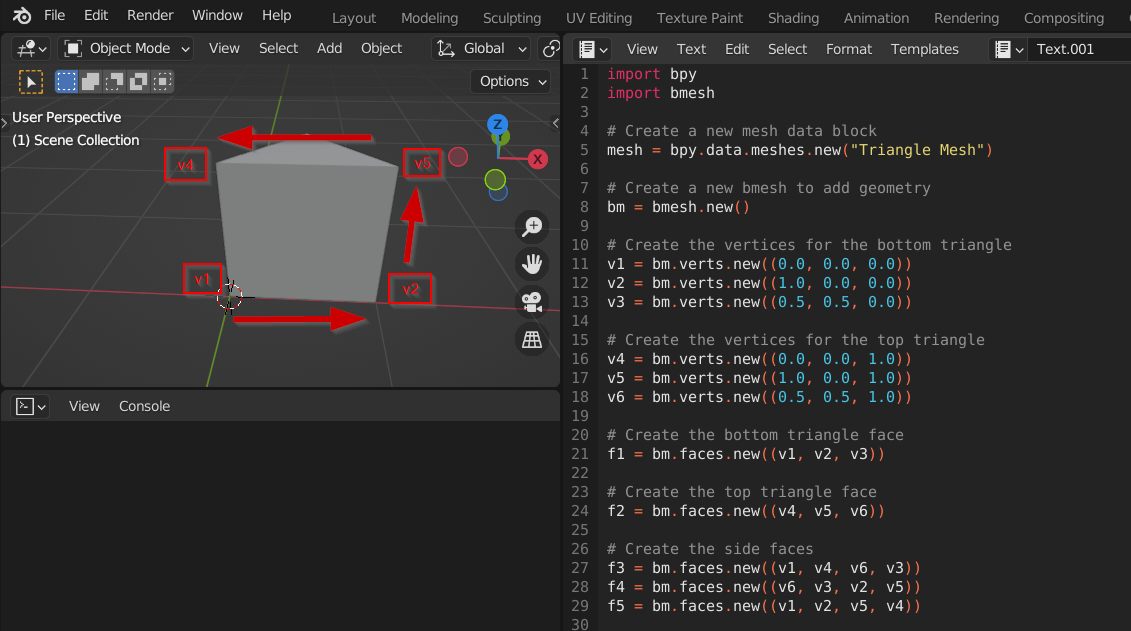 File Edit Render Window Help Layout Modeling Sculpting UV Editing Texture Paint Shading Animation Rendering Compositing
Object Mode View Select Add Object Global
Options
User Perspective
(1) Scene Collection
Z
X
v4
v5
v1
v2
View Console
View Text Edit Select Format Templates Text.001
1 import bpy
2 import bmesh
3
4 # Create a new mesh data block
5 mesh = bpy.data.meshes.new("Triangle Mesh")
6
7 # Create a new bmesh to add geometry
8 bm = bmesh.new()
9
10 # Create the vertices for the bottom triangle
11 v1 = bm.verts.new((0.0, 0.0, 0.0))
12 v2 = bm.verts.new((1.0, 0.0, 0.0))
13 v3 = bm.verts.new((0.5, 0.5, 0.0))
14
15 # Create the vertices for the top triangle
16 v4 = bm.verts.new((0.0, 0.0, 1.0))
17 v5 = bm.verts.new((1.0, 0.0, 1.0))
18 v6 = bm.verts.new((0.5, 0.5, 1.0))
19
20 # Create the bottom triangle face
21 f1 = bm.faces.new((v1, v2, v3))
22
23 # Create the top triangle face
24 f2 = bm.faces.new((v4, v5, v6))
25
26 # Create the side faces
27 f3 = bm.faces.new((v1, v4, v6, v3))
28 f4 = bm.faces.new((v6, v3, v2, v5))
29 f5 = bm.faces.new((v1, v2, v5, v4))
30